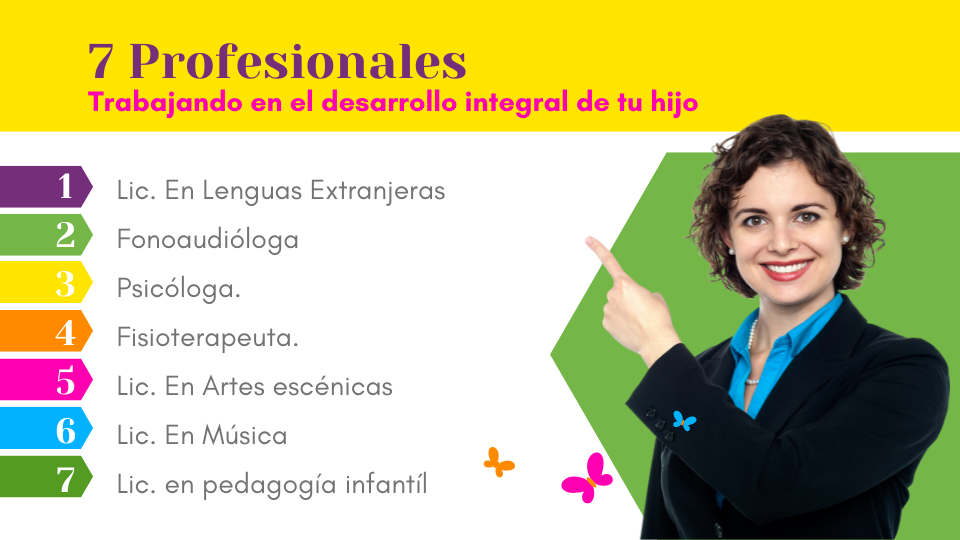 7 Profesionales
Trabajando en el desarrollo integral de tu hijo
1 Lic. En Lenguas Extranjeras
2 Fonoaudióloga
3 Psicóloga.
4 Fisioterapeuta.
5 Lic. En Artes escénicas
6 Lic. En Música
7 Lic. en pedagogía infantíl